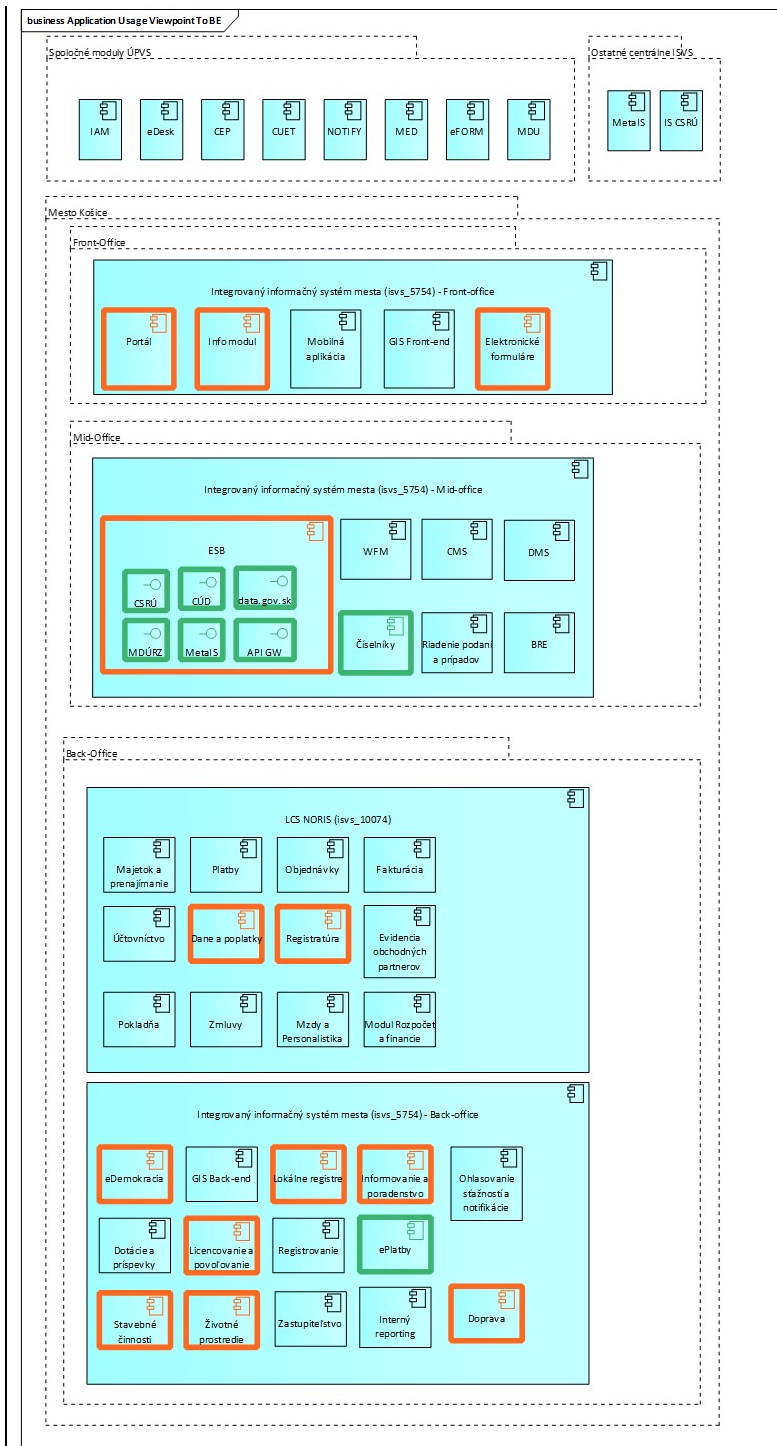 business Application Usage Viewpoint To BE
Spoločné moduly ÚPVS
Ostatné centrálne ISVS
IAM
eDesk
CEP
CUET
NOTIFY
MED
eFORM
MDU
MetaIS
IS CSRÚ
Mesto Košice
Front-Office
Integrovaný informačný systém mesta (isvs_5754) - Front-office
Portál
Infomodul
Mobilná
aplikácia
GIS Front-end
Elektronické
formuláre
Mid-Office
Integrovaný informačný systém mesta (isvs_5754) - Mid-office
ESB
CSRÚ
CÚD
data.gov.sk
MDÚRZ
MetaIS
API GW
WFM
CMS
DMS
Číselníky
Riadenie podaní
a prípadov
BRE
Back-Office
LCS NORIS (isvs_10074)
Majetok a
prenajímanie
Platby
Objednávky
Fakturácia
Účtovníctvo
Dane a poplatky
Registratúra
Evidencia
obchodných
partnerov
Pokladňa
Zmluvy
Mzdy a
Personalistika
Modul Rozpočet
a financie
Integrovaný informačný systém mesta (isvs_5754) - Back-office
eDemokracia
GIS Back-end
Lokálne registre
Informovanie a
poradenstvo
Ohlasovanie
sťažností a
notifikácie
Dotácie a
príspevky
Licencovanie a
povoľovanie
Registrovanie
ePlatby
Stavebné
činnosti
Životné
prostredie
Zastupiteľstvo
Interný
reporting
Doprava